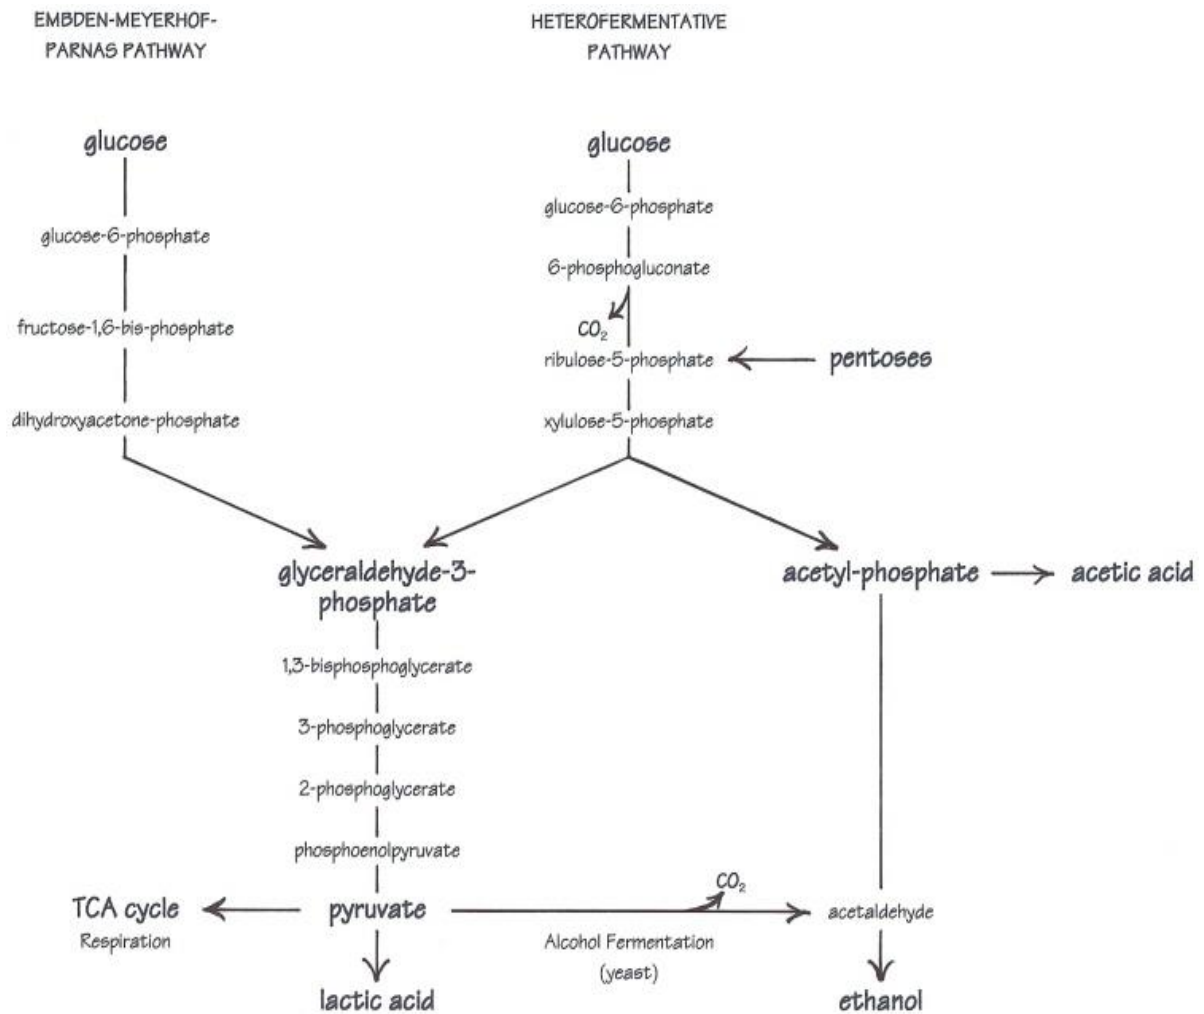 EMBDEN-MEYERHOF-
PARNAS PATHWAY
HETEROFERMENTATIVE
PATHWAY
glucose
glucose
glucose-6-phosphate
glucose-6-phosphate
6-phosphogluconate
fructose-1,6-bis-phosphate
CO₂
ribulose-5-phosphate
pentoses
dihydroxyacetone-phosphate
xylulose-5-phosphate
glyceraldehyde-3-
phosphate
acetyl-phosphate
acetic acid
1,3-bisphosphoglycerate
3-phosphoglycerate
2-phosphoglycerate
phosphoenolpyruvate
CO₂
TCA cycle
Respiration
pyruvate
acetaldehyde
Alcohol Fermentation
(yeast)
lactic acid
ethanol